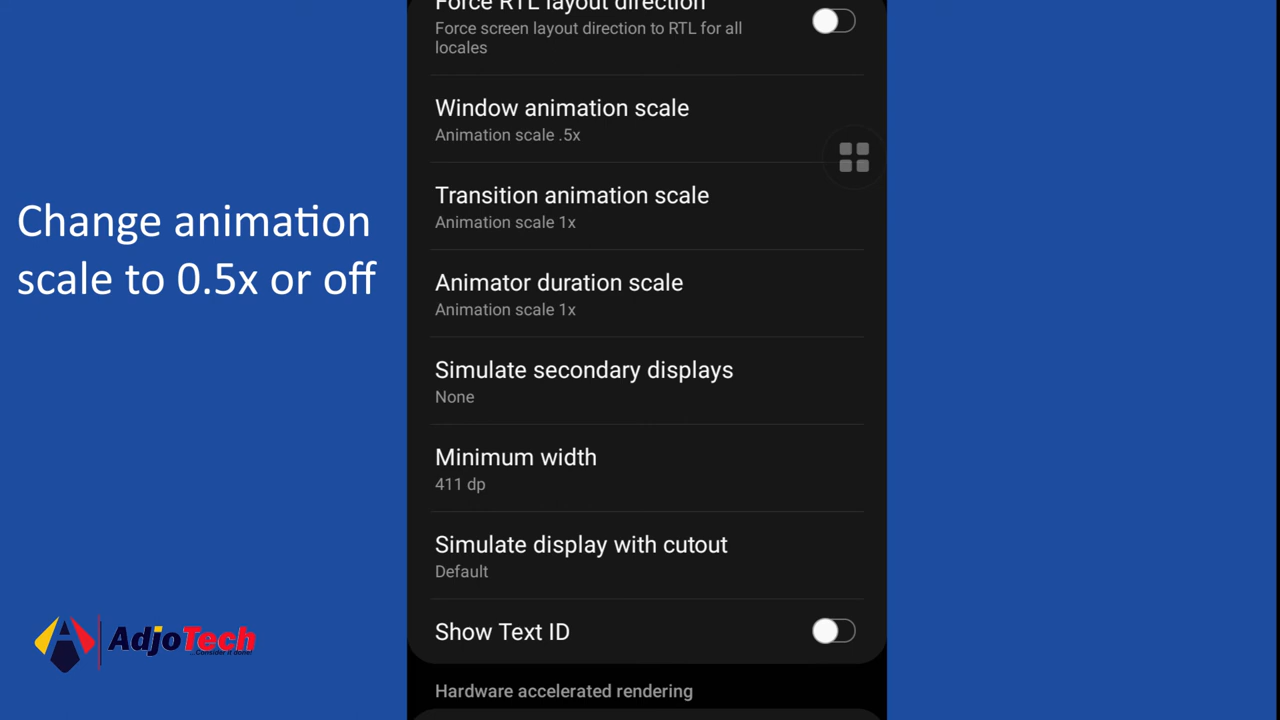 Force RTL layout direction
Force screen layout direction to RTL for all
locales
Window animation scale
Animation scale .5x
Transition animation scale
Animation scale 1x
Change animation
scale to 0.5x or off
Animator duration scale
Animation scale 1x
Simulate secondary displays
None
Minimum width
411 dp
Simulate display with cutout
Default
Show Text ID
AdjoTech
...Consider it done!
Hardware accelerated rendering